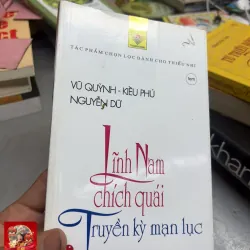 TÁC PHẨM CHỌN LỌC DÀNH CHO THIẾU NHI
VŨ QUỲNH - KIỀU PHÚ
NGUYỄN DỮ
Lĩnh Nam
chích quái
Truyền kỳ mạn lục